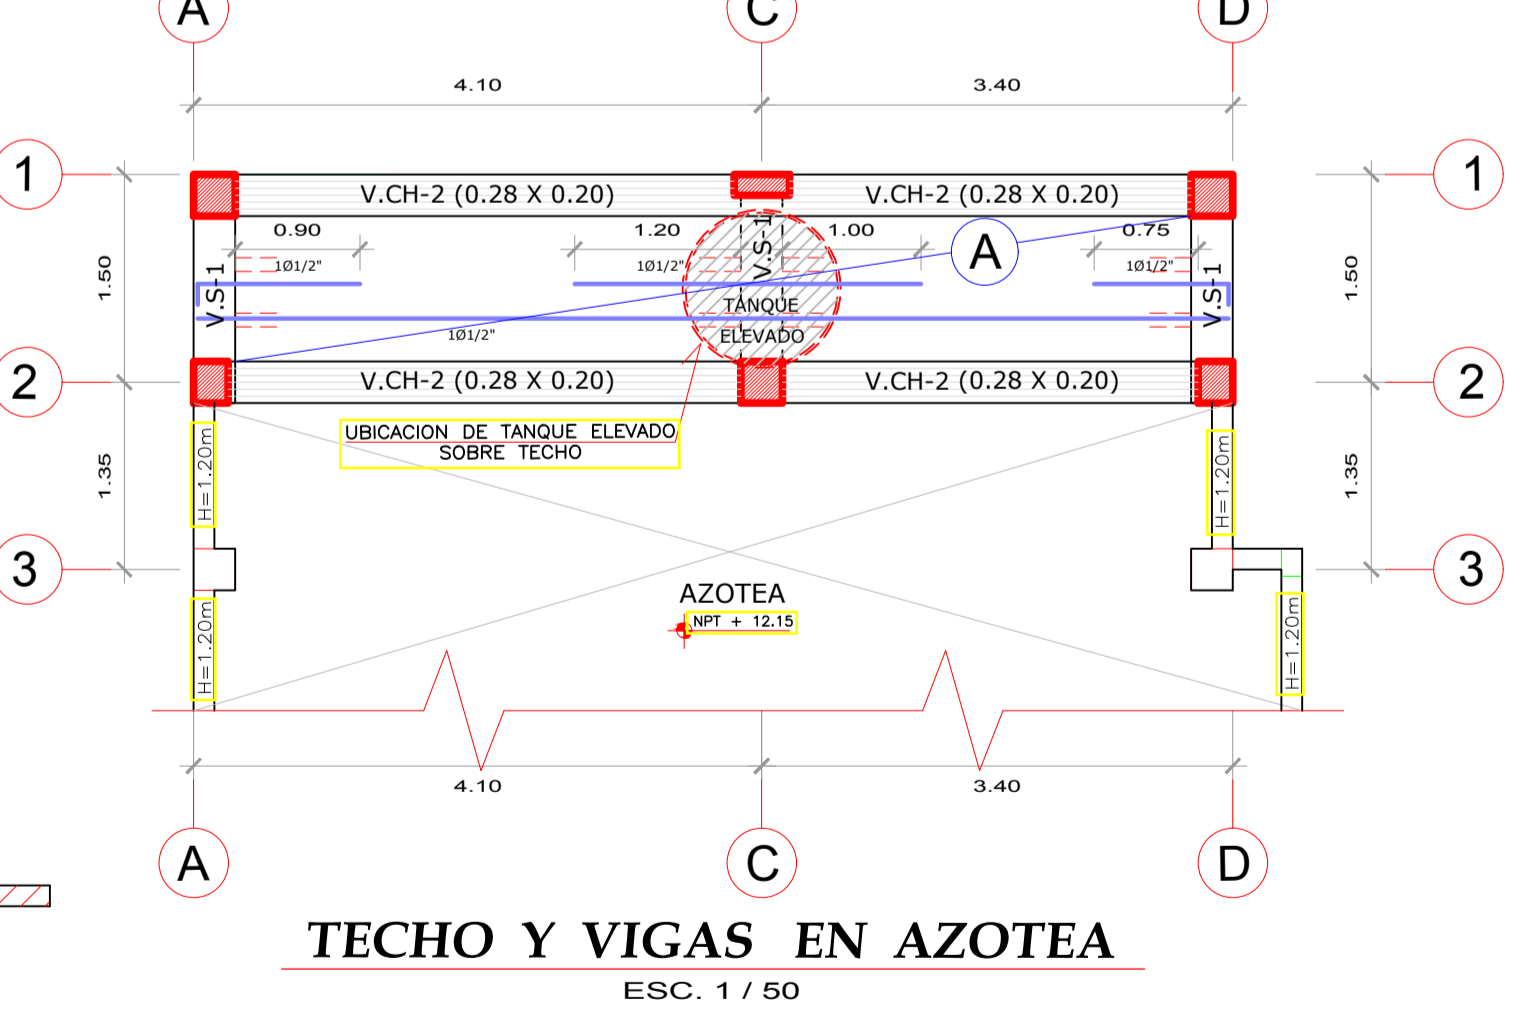 A C D
4.10 3.40
1 1
V.CH-2 (0.28 X 0.20) V.CH-2 (0.28 X 0.20)
0.90 1.20 1.00 0.75
A
1Ø1/2" 1Ø1/2" 1Ø1/2"
1.50 V.S-1 V.S-1 V.S-1 1.50
TANQUE
ELEVADO
1Ø1/2"
2 2
V.CH-2 (0.28 X 0.20) V.CH-2 (0.28 X 0.20)
UBICACION DE TANQUE ELEVADO
SOBRE TECHO
1.35 H=1.20m H=1.20m 1.35
3 3
AZOTEA
NPT + 12.15
H=1.20m H=1.20m
4.10 3.40
A C D
TECHO Y VIGAS EN AZOTEA
ESC. 1 / 50